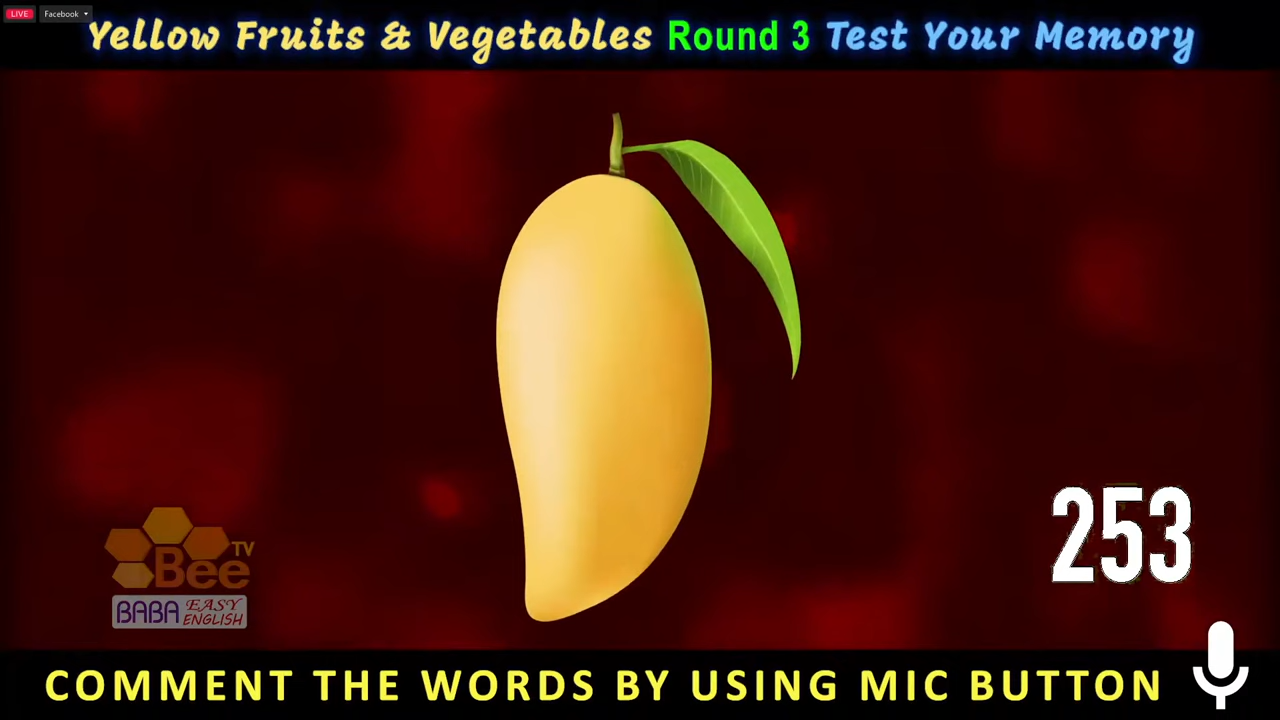 LIVE
Facebook
Yellow Fruits & Vegetables Round 3 Test Your Memory
253
Bee TV
BABA EASY ENGLISH
COMMENT THE WORDS BY USING MIC BUTTON